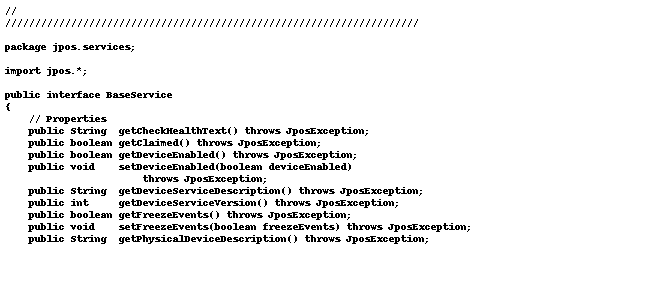 //
/////////////////////////////////////////////////////////////////////
package jpos.services;
import jpos.*;
public interface BaseService
{
// Properties
public String getCheckHealthText() throws JposException;
public boolean getClaimed() throws JposException;
public boolean getDeviceEnabled() throws JposException;
public void setDeviceEnabled(boolean deviceEnabled)
throws JposException;
public String getDeviceServiceDescription() throws JposException;
public int getDeviceServiceVersion() throws JposException;
public boolean getFreezeEvents() throws JposException;
public void setFreezeEvents(boolean freezeEvents) throws JposException;
public String getPhysicalDeviceDescription() throws JposException;